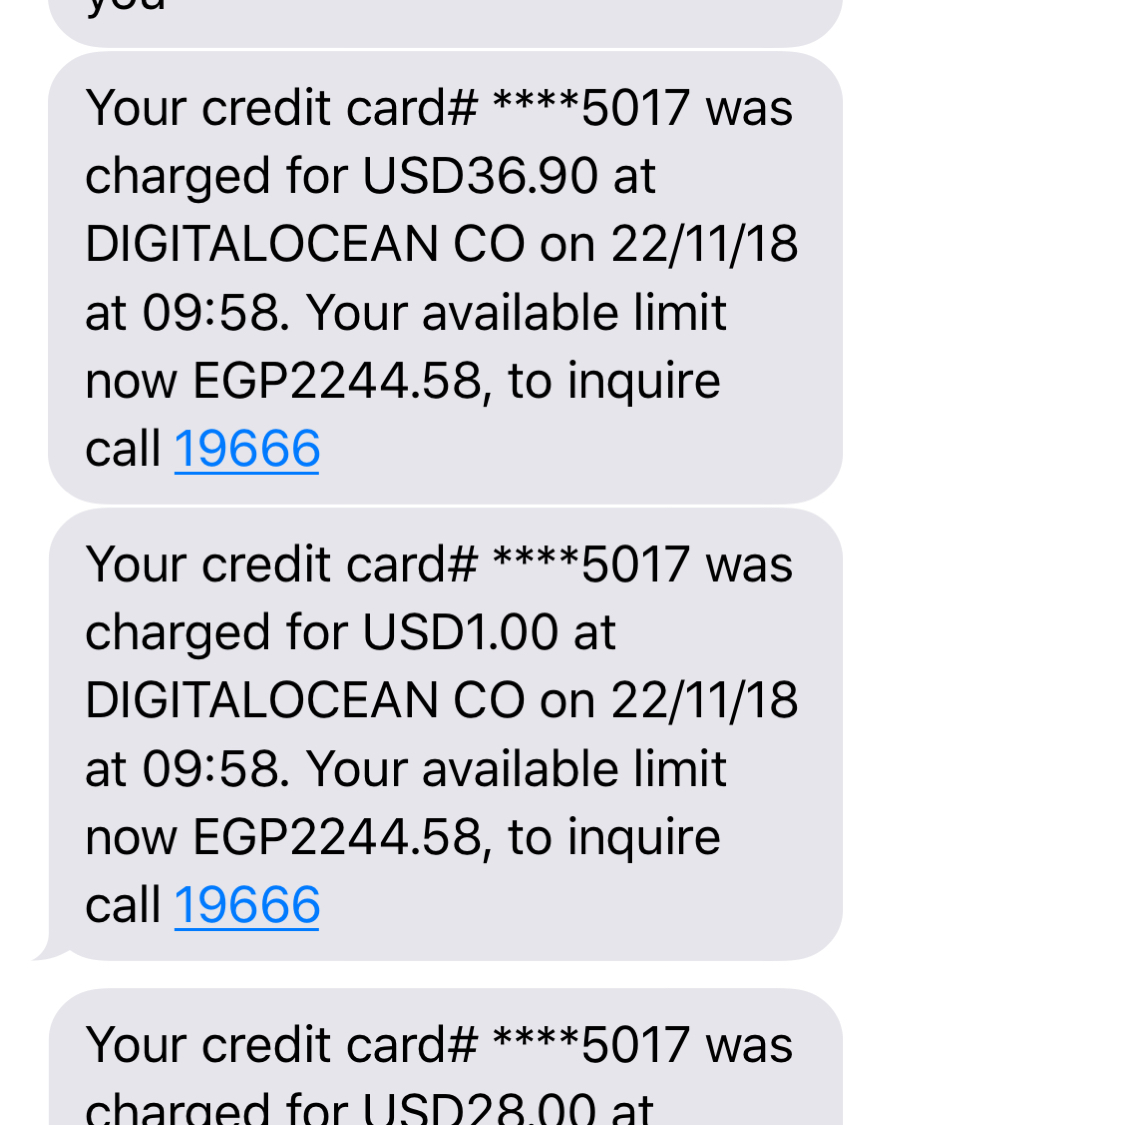 you
Your credit card# ****5017 was
charged for USD36.90 at
DIGITALOCEAN CO on 22/11/18
at 09:58. Your available limit
now EGP2244.58, to inquire
call 19666
Your credit card# ****5017 was
charged for USD1.00 at
DIGITALOCEAN CO on 22/11/18
at 09:58. Your available limit
now EGP2244.58, to inquire
call 19666
Your credit card# ****5017 was
charged for USD28.00 at